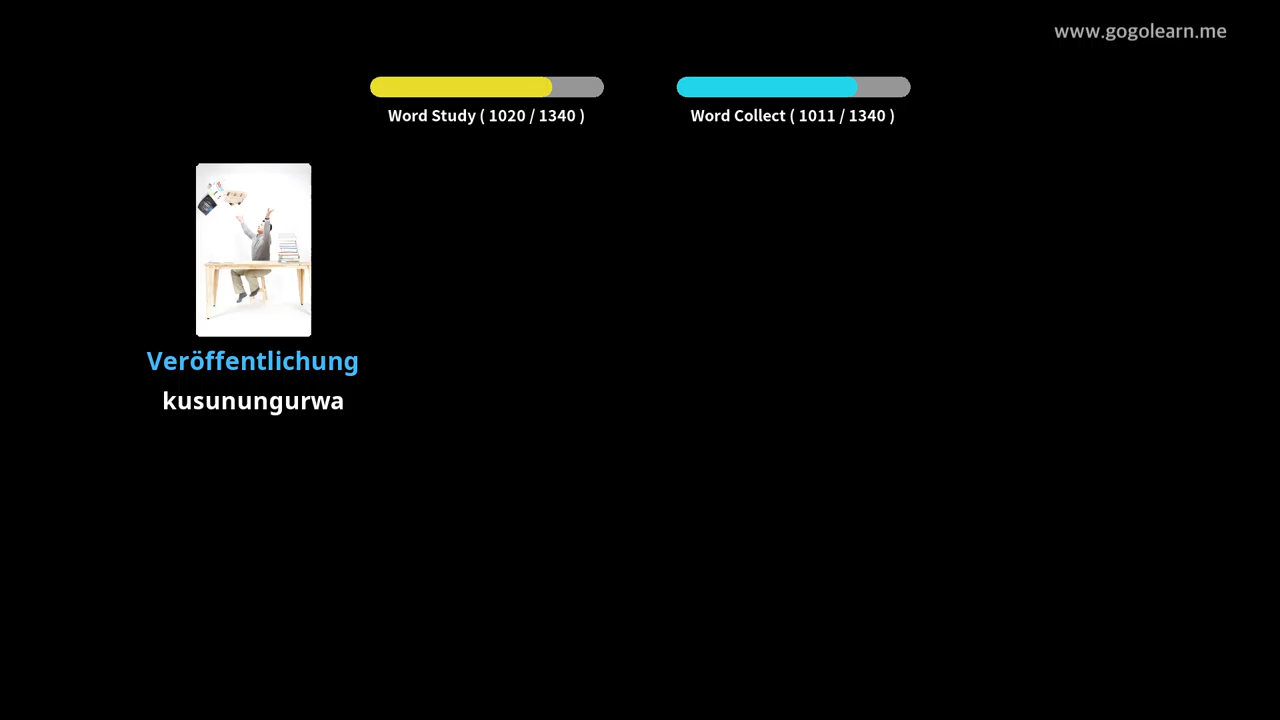 www.gogolearn.me
Word Study ( 1020 / 1340 )
Word Collect ( 1011 / 1340 )
Veröffentlichung
kusunungurwa